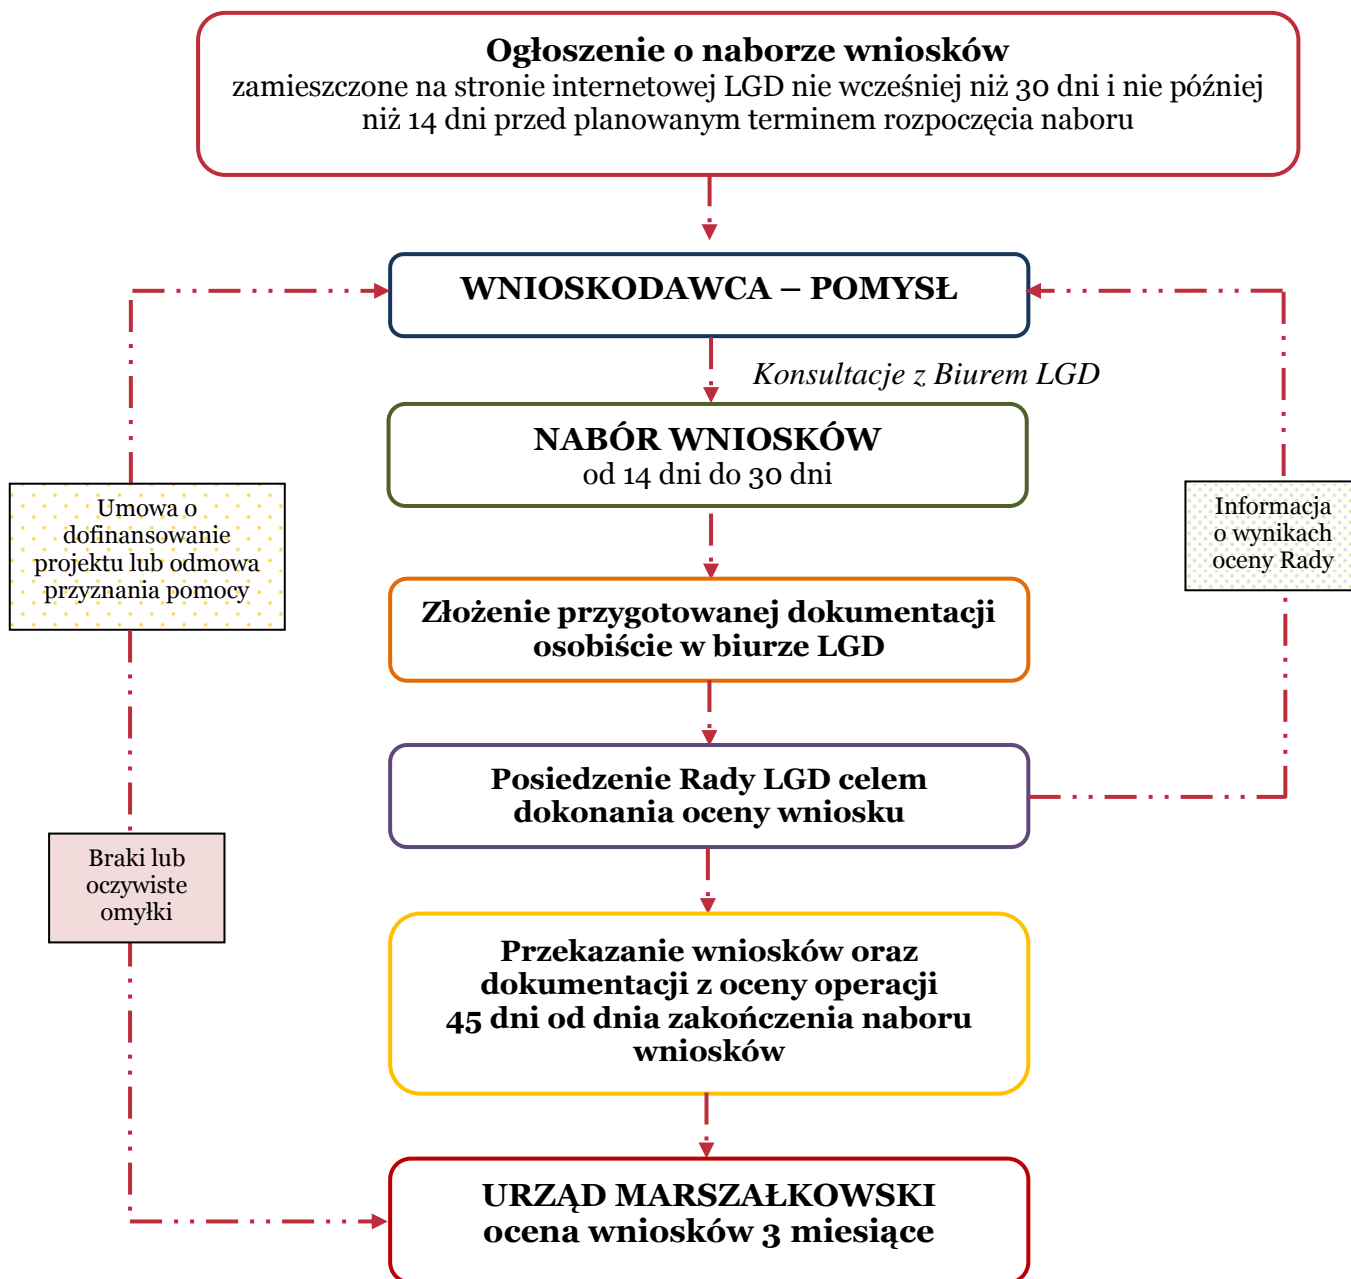 Ogłoszenie o naborze wniosków
zamieszczone na stronie internetowej LGD nie wcześniej niż 30 dni i nie później
niż 14 dni przed planowanym terminem rozpoczęcia naboru
WNIOSKODAWCA – POMYSŁ
Konsultacje z Biurem LGD
NABÓR WNIOSKÓW
od 14 dni do 30 dni
Umowa o
dofinansowanie
projektu lub odmowa
przyznania pomocy
Informacja
o wynikach
oceny Rady
Złożenie przygotowanej dokumentacji
osobiście w biurze LGD
Posiedzenie Rady LGD celem
dokonania oceny wniosku
Braki lub
oczywiste
omyłki
Przekazanie wniosków oraz
dokumentacji z oceny operacji
45 dni od dnia zakończenia naboru
wniosków
URZĄD MARSZAŁKOWSKI
ocena wniosków 3 miesiące